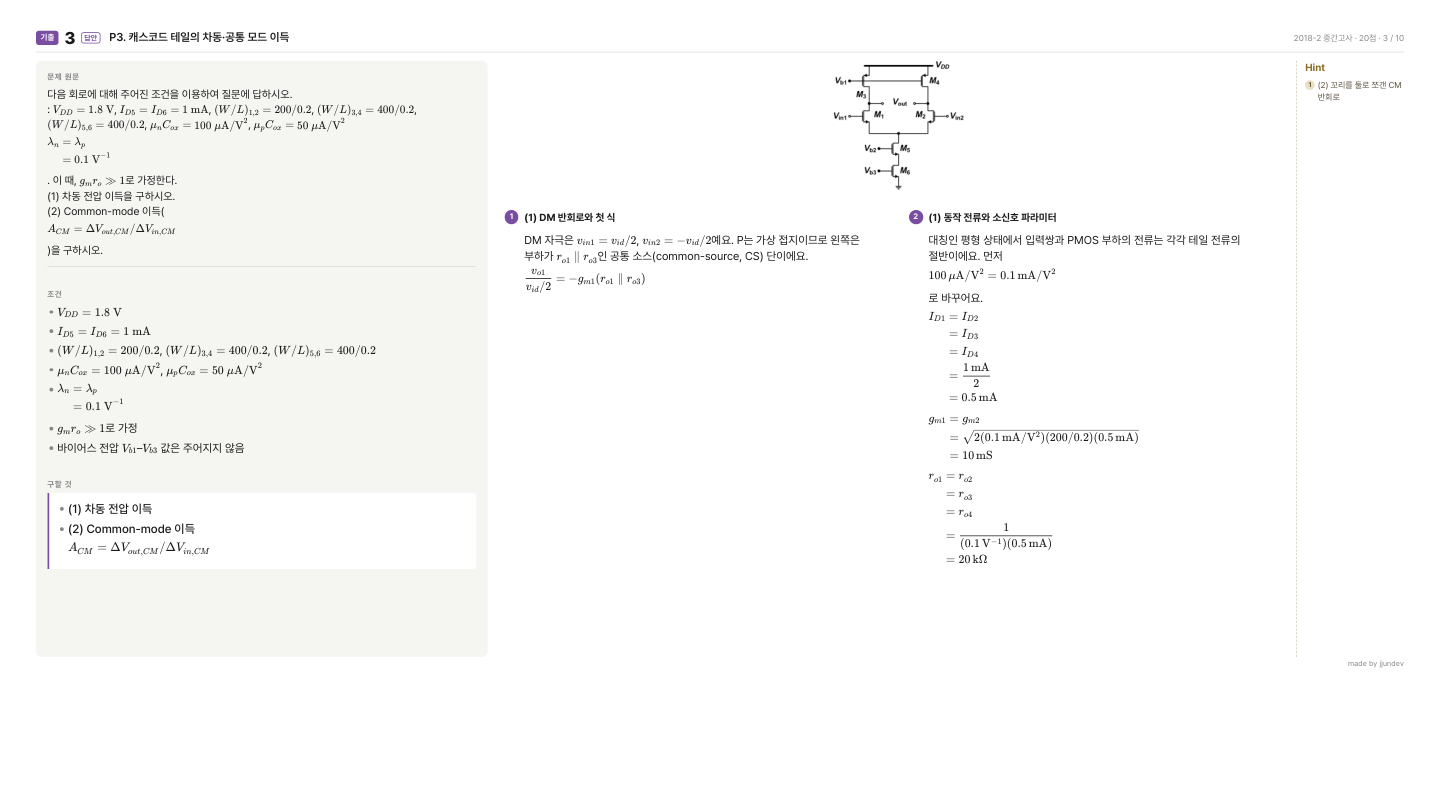 기출 3 답안 P3. 캐스코드 테일의 차동·공통 모드 이득
2018-2 중간고사 · 20점 · 3 / 10
문제 원문
다음 회로에 대해 주어진 조건을 이용하여 질문에 답하시오.
: V_DD = 1.8 V, I_D5 = I_D6 = 1 mA, (W/L)_1,2 = 200/0.2, (W/L)_3,4 = 400/0.2,
(W/L)_5,6 = 400/0.2, μ_nC_ox = 100 μA/V², μ_pC_ox = 50 μA/V²
λ_n = λ_p
= 0.1 V⁻¹
. 이 때, g_m r_o ≫ 1로 가정한다.
(1) 차동 전압 이득을 구하시오.
(2) Common-mode 이득(
A_CM = ΔV_out,CM/ΔV_in,CM
)을 구하시오.
조건
• V_DD = 1.8 V
• I_D5 = I_D6 = 1 mA
• (W/L)_1,2 = 200/0.2, (W/L)_3,4 = 400/0.2, (W/L)_5,6 = 400/0.2
• μ_nC_ox = 100 μA/V², μ_pC_ox = 50 μA/V²
• λ_n = λ_p
= 0.1 V⁻¹
• g_m r_o ≫ 1로 가정
• 바이어스 전압 V_b1–V_b3 값은 주어지지 않음
구할 것
• (1) 차동 전압 이득
• (2) Common-mode 이득
A_CM = ΔV_out,CM/ΔV_in,CM
V_DD
V_b1
M_4
M_3
V_out
V_in1
M_1
M_2
V_in2
V_b2
M_5
V_b3
M_6
1 (1) DM 반회로와 첫 식
DM 자극은 v_in1 = v_id/2, v_in2 = −v_id/2예요. P는 가상 접지이므로 왼쪽은
부하가 r_o1 ∥ r_o3인 공통 소스(common-source, CS) 단이에요.
v_o1/(v_id/2) = −g_m1(r_o1 ∥ r_o3)
2 (1) 동작 전류와 소신호 파라미터
대칭인 평형 상태에서 입력쌍과 PMOS 부하의 전류는 각각 테일 전류의
절반이에요. 먼저
100 μA/V² = 0.1 mA/V²
로 바꾸어요.
I_D1 = I_D2
= I_D3
= I_D4
= 1 mA/2
= 0.5 mA
g_m1 = g_m2
= √(2(0.1 mA/V²)(200/0.2)(0.5 mA))
= 10 mS
r_o1 = r_o2
= r_o3
= r_o4
= 1/((0.1 V⁻¹)(0.5 mA))
= 20 kΩ
Hint
1 (2) 꼬리를 둘로 쪼갠 CM
반회로
made by jjundev